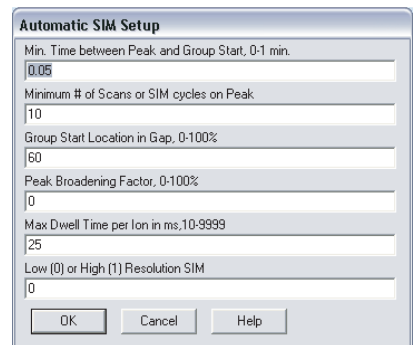 Automatic SIM Setup
Min. Time between Peak and Group Start, 0-1 min.
0.05
Minimum # of Scans or SIM cycles on Peak
10
Group Start Location in Gap, 0-100%
60
Peak Broadening Factor, 0-100%
0
Max Dwell Time per Ion in ms,10-9999
25
Low (0) or High (1) Resolution SIM
0
OK Cancel Help